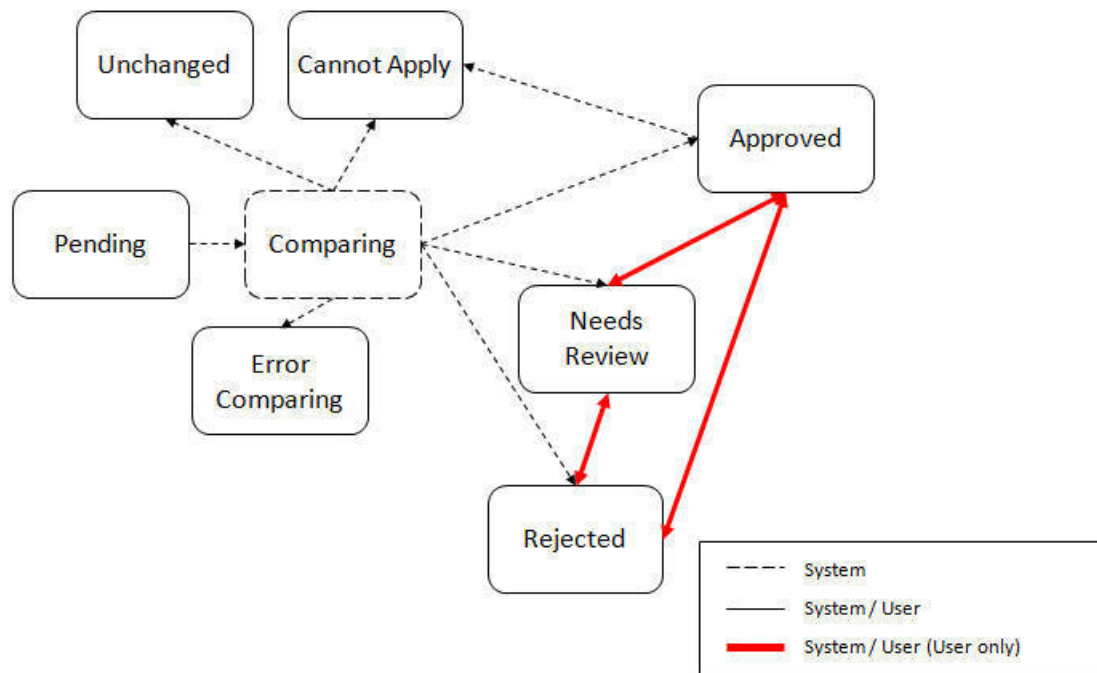 Unchanged
Cannot Apply
Approved
Pending
Comparing
Needs
Review
Error
Comparing
Rejected
System
System / User
System / User (User only)